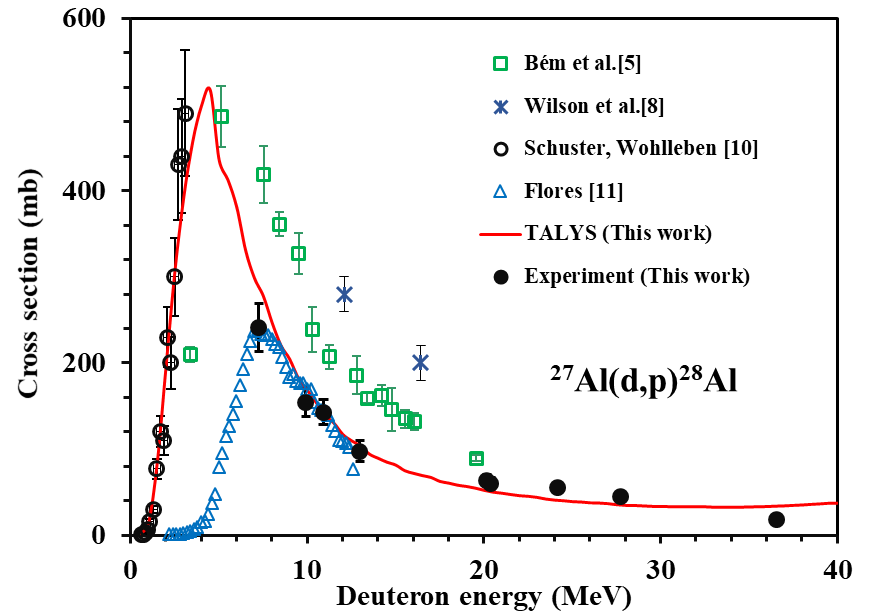 600
400
200
0
0
10
20
30
40
Cross section (mb)
Deuteron energy (MeV)
Bém et al.[5]
Wilson et al.[8]
Schuster, Wohlleben [10]
Flores [11]
TALYS (This work)
Experiment (This work)
²⁷Al(d,p)²⁸Al